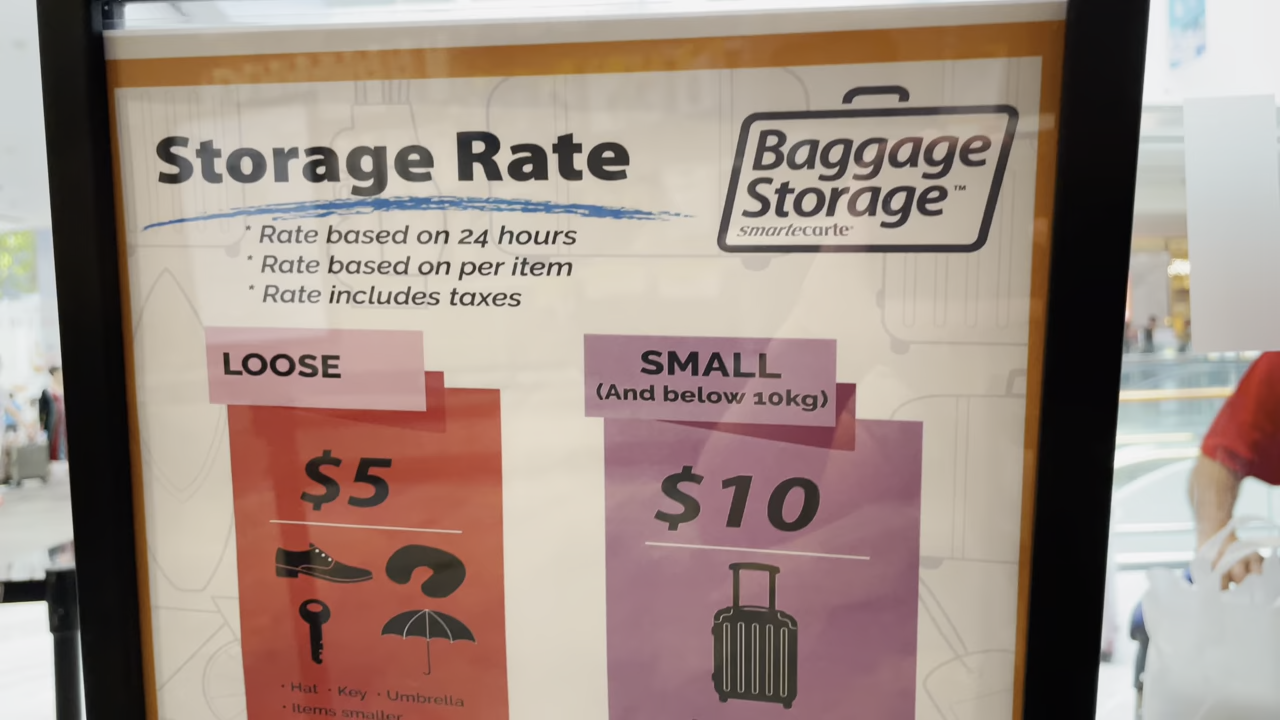 Storage Rate
* Rate based on 24 hours
* Rate based on per item
* Rate includes taxes
Baggage
Storage™
smartecarte®
LOOSE
$5
· Hat · Key · Umbrella
· Items smaller
SMALL
(And below 10kg)
$10